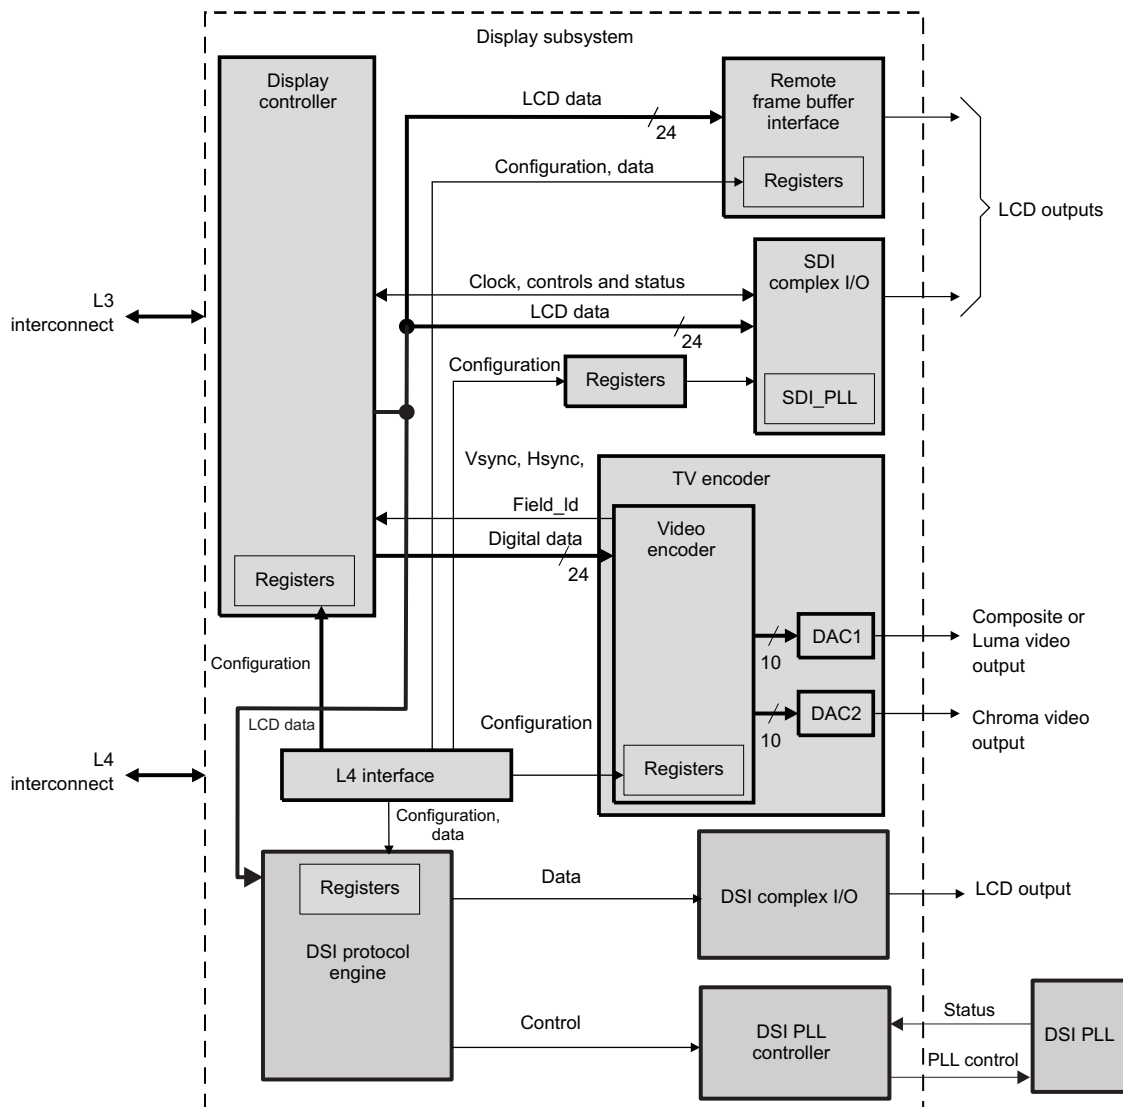 Display subsystem
Display
controller
Remote
frame buffer
interface
LCD data
24
Configuration, data
Registers
LCD outputs
SDI
complex I/O
Clock, controls and status
L3
interconnect
LCD data
24
Configuration
Registers
SDI_PLL
Vsync, Hsync,
TV encoder
Field_Id
Video
encoder
Digital data
24
Registers
DAC1
10
Composite or
Luma video
output
Configuration
LCD data
Configuration
DAC2
10
Chroma video
output
L4
interconnect
L4 interface
Registers
Configuration,
data
Registers
Data
DSI complex I/O
LCD output
DSI protocol
engine
Control
DSI PLL
controller
Status
DSI PLL
PLL control